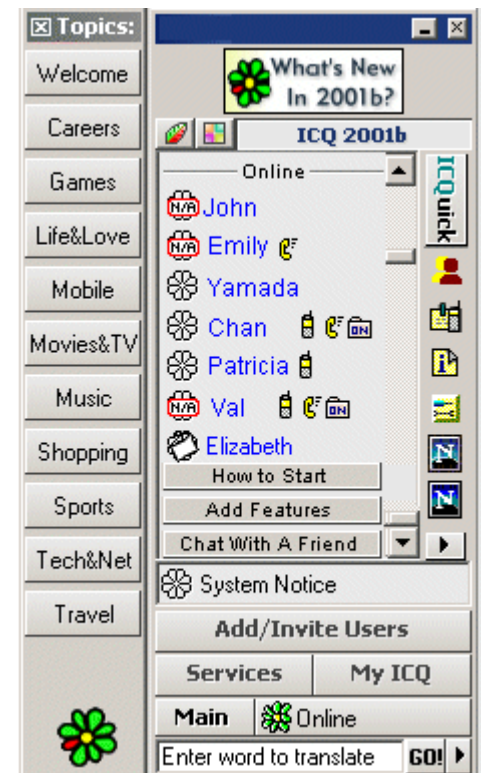 Topics:
Welcome
Careers
Games
Life&Love
Mobile
Movies&TV
Music
Shopping
Sports
Tech&Net
Travel
What's New
In 2001b?
ICQ 2001b
Online
N/A John
N/A Emily
Yamada
Chan ON
Patricia
N/A Val ON
Elizabeth
How to Start
Add Features
Chat With A Friend
ICQuick
i
N
N
System Notice
Add/Invite Users
Services My ICQ
Main Online
Enter word to translate GO!